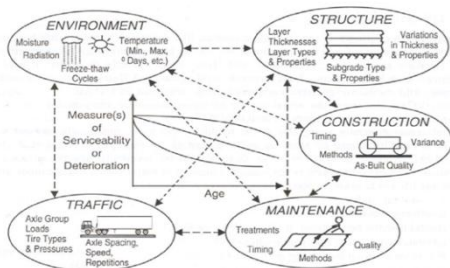 ENVIRONMENT
Moisture
Radiation
Freeze-thaw
Cycles
Temperature
(Min., Max,
° Days, etc.)
STRUCTURE
Layer
Thicknesses
Layer Types
& Properties
Variations
in Thickness
& Properties
Subgrade Type
& Properties
Measure(s)
of
Serviceability
or
Deterioration
Age
CONSTRUCTION
Timing
Methods
Variance
As-Built Quality
TRAFFIC
Axle Group
Loads
Tire Types
& Pressures
Axle Spacing,
Speed,
Repetitions
MAINTENANCE
Treatments
Timing
Methods
Quality